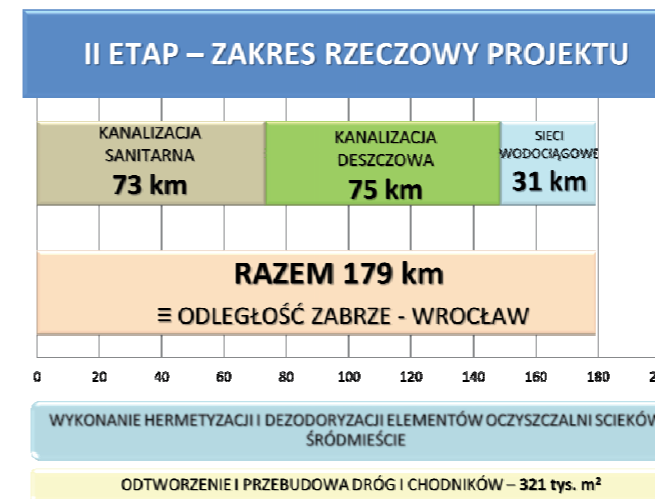 II ETAP – ZAKRES RZECZOWY PROJEKTU
KANALIZACJA
SANITARNA
73 km
KANALIZACJA
DESZCZOWA
75 km
SIECI
WODOCIĄGOWE
31 km
RAZEM 179 km
≡ ODLEGŁOŚĆ ZABRZE - WROCŁAW
0 20 40 60 80 100 120 140 160 180
WYKONANIE HERMETYZACJI I DEZODORYZACJI ELEMENTÓW OCZYSZCZALNI SCIEKÓW
ŚRÓDMIEŚCIE
ODTWORZENIE I PRZEBUDOWA DRÓG I CHODNIKÓW – 321 tys. m²